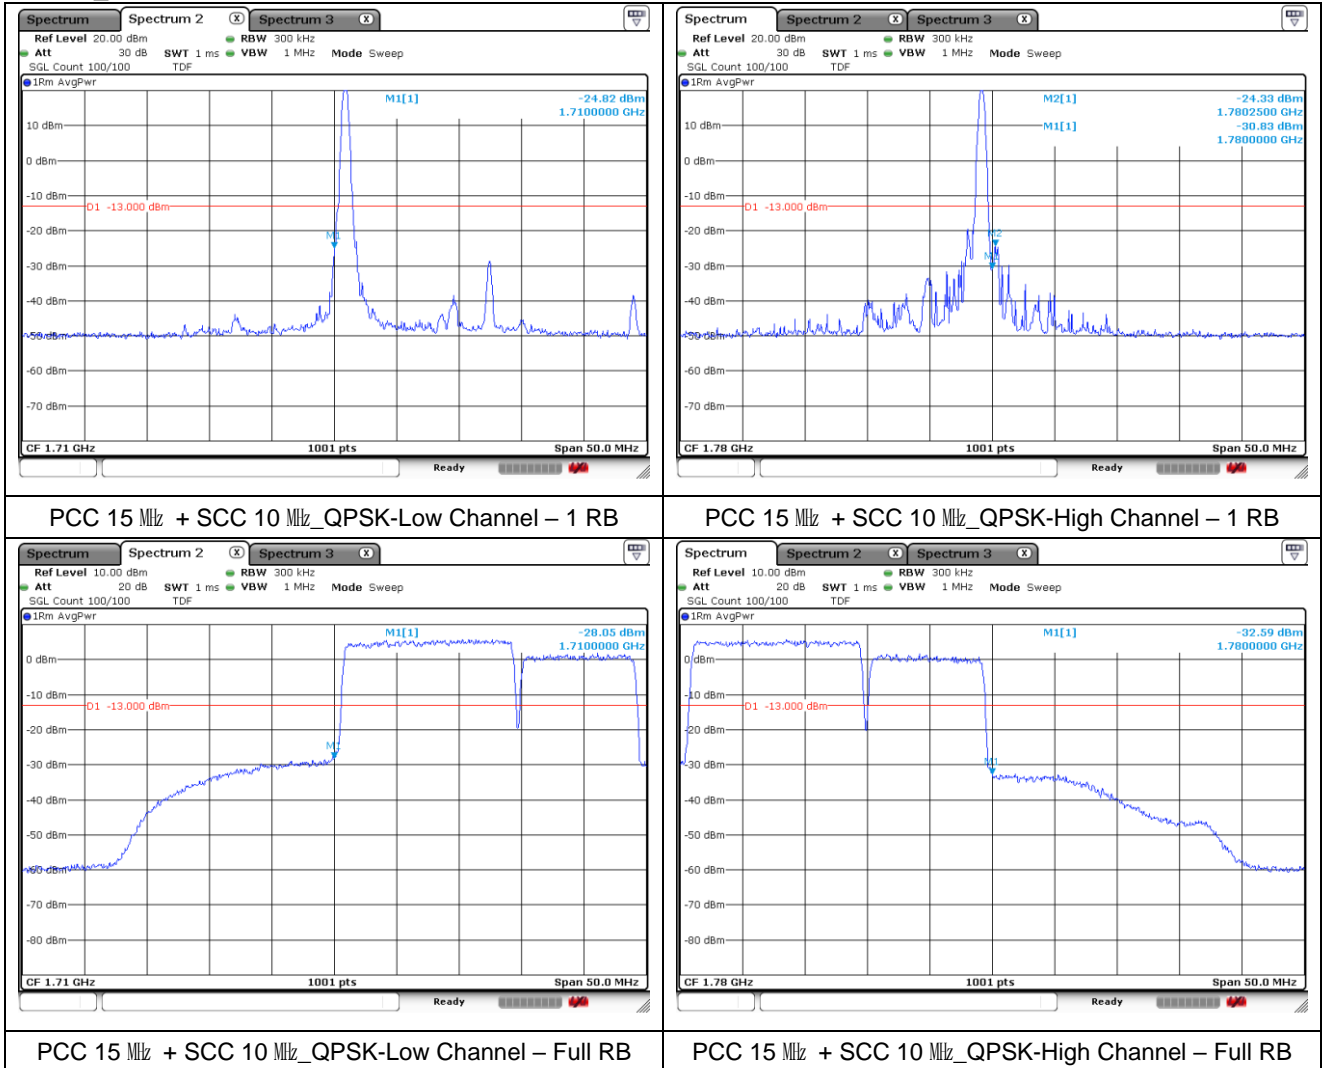 Spectrum Spectrum 2 X Spectrum 3 X
Ref Level 20.00 dBm RBW 300 kHz
Att 30 dB SWT 1 ms VBW 1 MHz Mode Sweep
SGL Count 100/100 TDF
1Rm AvgPwr
M1[1] -24.82 dBm
1.7100000 GHz
10 dBm
0 dBm
-10 dBm
D1 -13.000 dBm
-20 dBm
M1
-30 dBm
-40 dBm
-50 dBm
-60 dBm
-70 dBm
CF 1.71 GHz 1001 pts Span 50.0 MHz
Ready
PCC 15 ㎒ + SCC 10 ㎒_QPSK-Low Channel – 1 RB
Spectrum Spectrum 2 X Spectrum 3 X
Ref Level 20.00 dBm RBW 300 kHz
Att 30 dB SWT 1 ms VBW 1 MHz Mode Sweep
SGL Count 100/100 TDF
1Rm AvgPwr
M2[1] -24.33 dBm
1.7802500 GHz
M1[1] -30.83 dBm
1.7800000 GHz
10 dBm
0 dBm
-10 dBm
D1 -13.000 dBm
-20 dBm
M2
M1
-30 dBm
-40 dBm
-50 dBm
-60 dBm
-70 dBm
CF 1.78 GHz 1001 pts Span 50.0 MHz
Ready
PCC 15 ㎒ + SCC 10 ㎒_QPSK-High Channel – 1 RB
Spectrum Spectrum 2 X Spectrum 3 X
Ref Level 10.00 dBm RBW 300 kHz
Att 20 dB SWT 1 ms VBW 1 MHz Mode Sweep
SGL Count 100/100 TDF
1Rm AvgPwr
M1[1] -28.05 dBm
1.7100000 GHz
0 dBm
-10 dBm
D1 -13.000 dBm
-20 dBm
M1
-30 dBm
-40 dBm
-50 dBm
-60 dBm
-70 dBm
-80 dBm
CF 1.71 GHz 1001 pts Span 50.0 MHz
Ready
PCC 15 ㎒ + SCC 10 ㎒_QPSK-Low Channel – Full RB
Spectrum Spectrum 2 X Spectrum 3 X
Ref Level 10.00 dBm RBW 300 kHz
Att 20 dB SWT 1 ms VBW 1 MHz Mode Sweep
SGL Count 100/100 TDF
1Rm AvgPwr
M1[1] -32.59 dBm
1.7800000 GHz
0 dBm
-10 dBm
D1 -13.000 dBm
-20 dBm
M1
-30 dBm
-40 dBm
-50 dBm
-60 dBm
-70 dBm
-80 dBm
CF 1.78 GHz 1001 pts Span 50.0 MHz
Ready
PCC 15 ㎒ + SCC 10 ㎒_QPSK-High Channel – Full RB